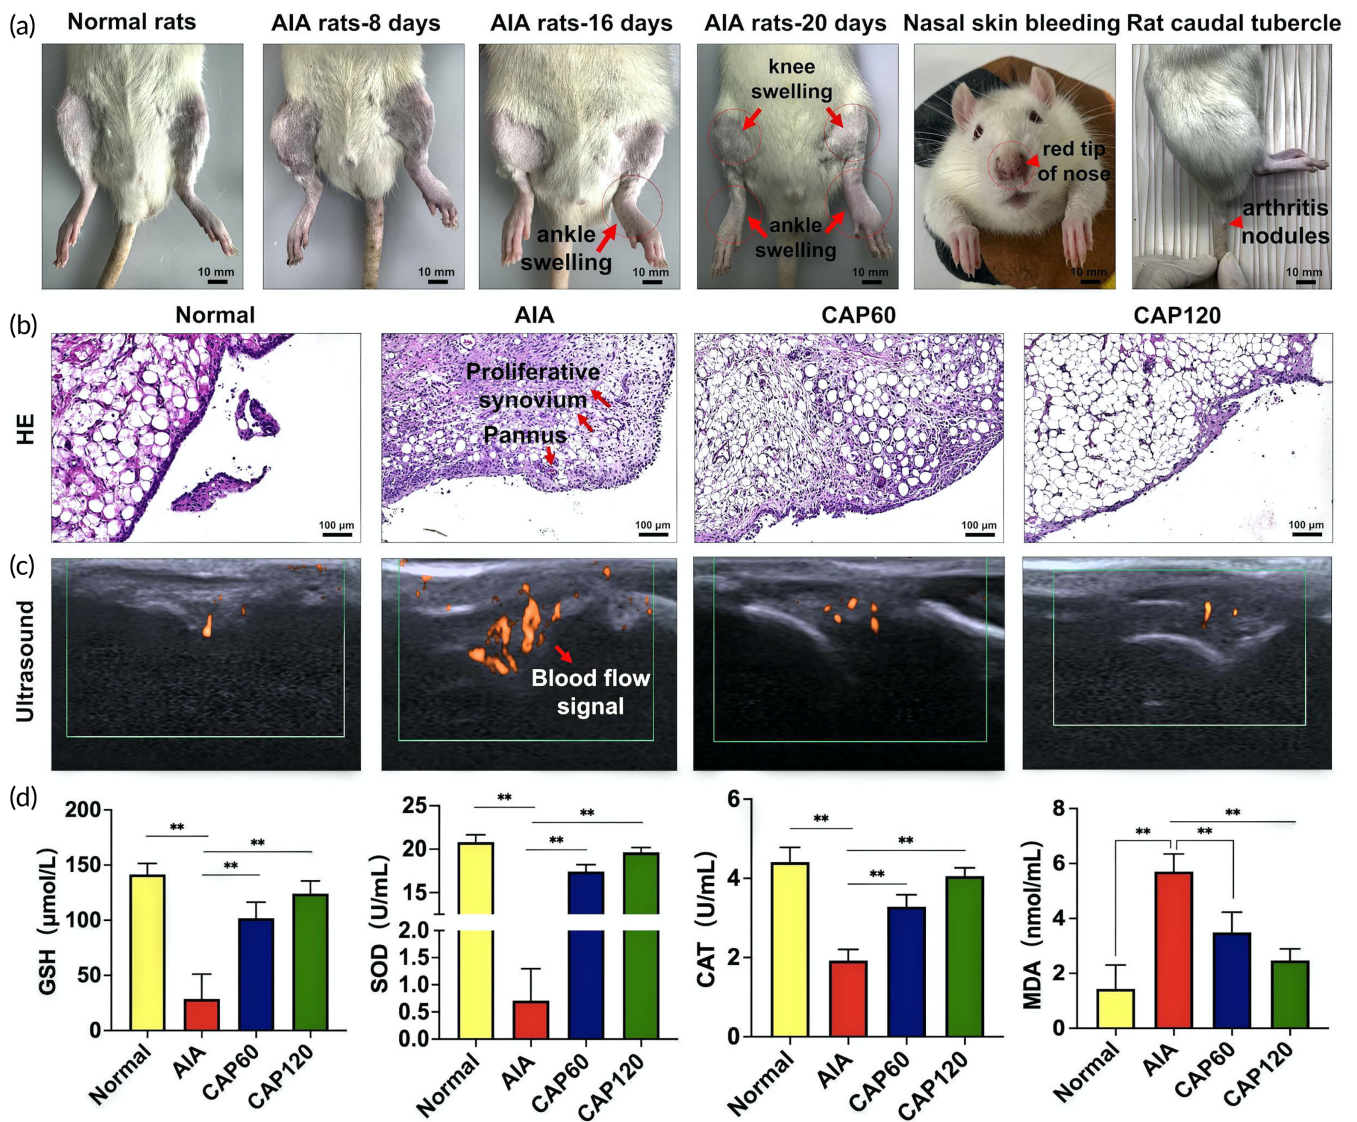 (a)
Normal rats
AIA rats-8 days
AIA rats-16 days
AIA rats-20 days
Nasal skin bleeding
Rat caudal tubercle
10 mm
10 mm
ankle
swelling
10 mm
knee
swelling
ankle
swelling
10 mm
red tip
of nose
10 mm
arthritis
nodules
10 mm
(b)
Normal
AIA
CAP60
CAP120
HE
100 µm
Proliferative
synovium
Pannus
100 µm
100 µm
100 µm
(c)
Ultrasound
Blood flow
signal
(d)
GSH (µmol/L)
200
150
100
50
0
**
**
**
Normal
AIA
CAP60
CAP120
SOD (U/mL)
25
20
15
2.0
1.5
1.0
0.5
0.0
**
**
**
Normal
AIA
CAP60
CAP120
CAT (U/mL)
6
4
2
0
**
**
**
Normal
AIA
CAP60
CAP120
MDA (nmol/mL)
8
6
4
2
0
**
**
**
Normal
AIA
CAP60
CAP120